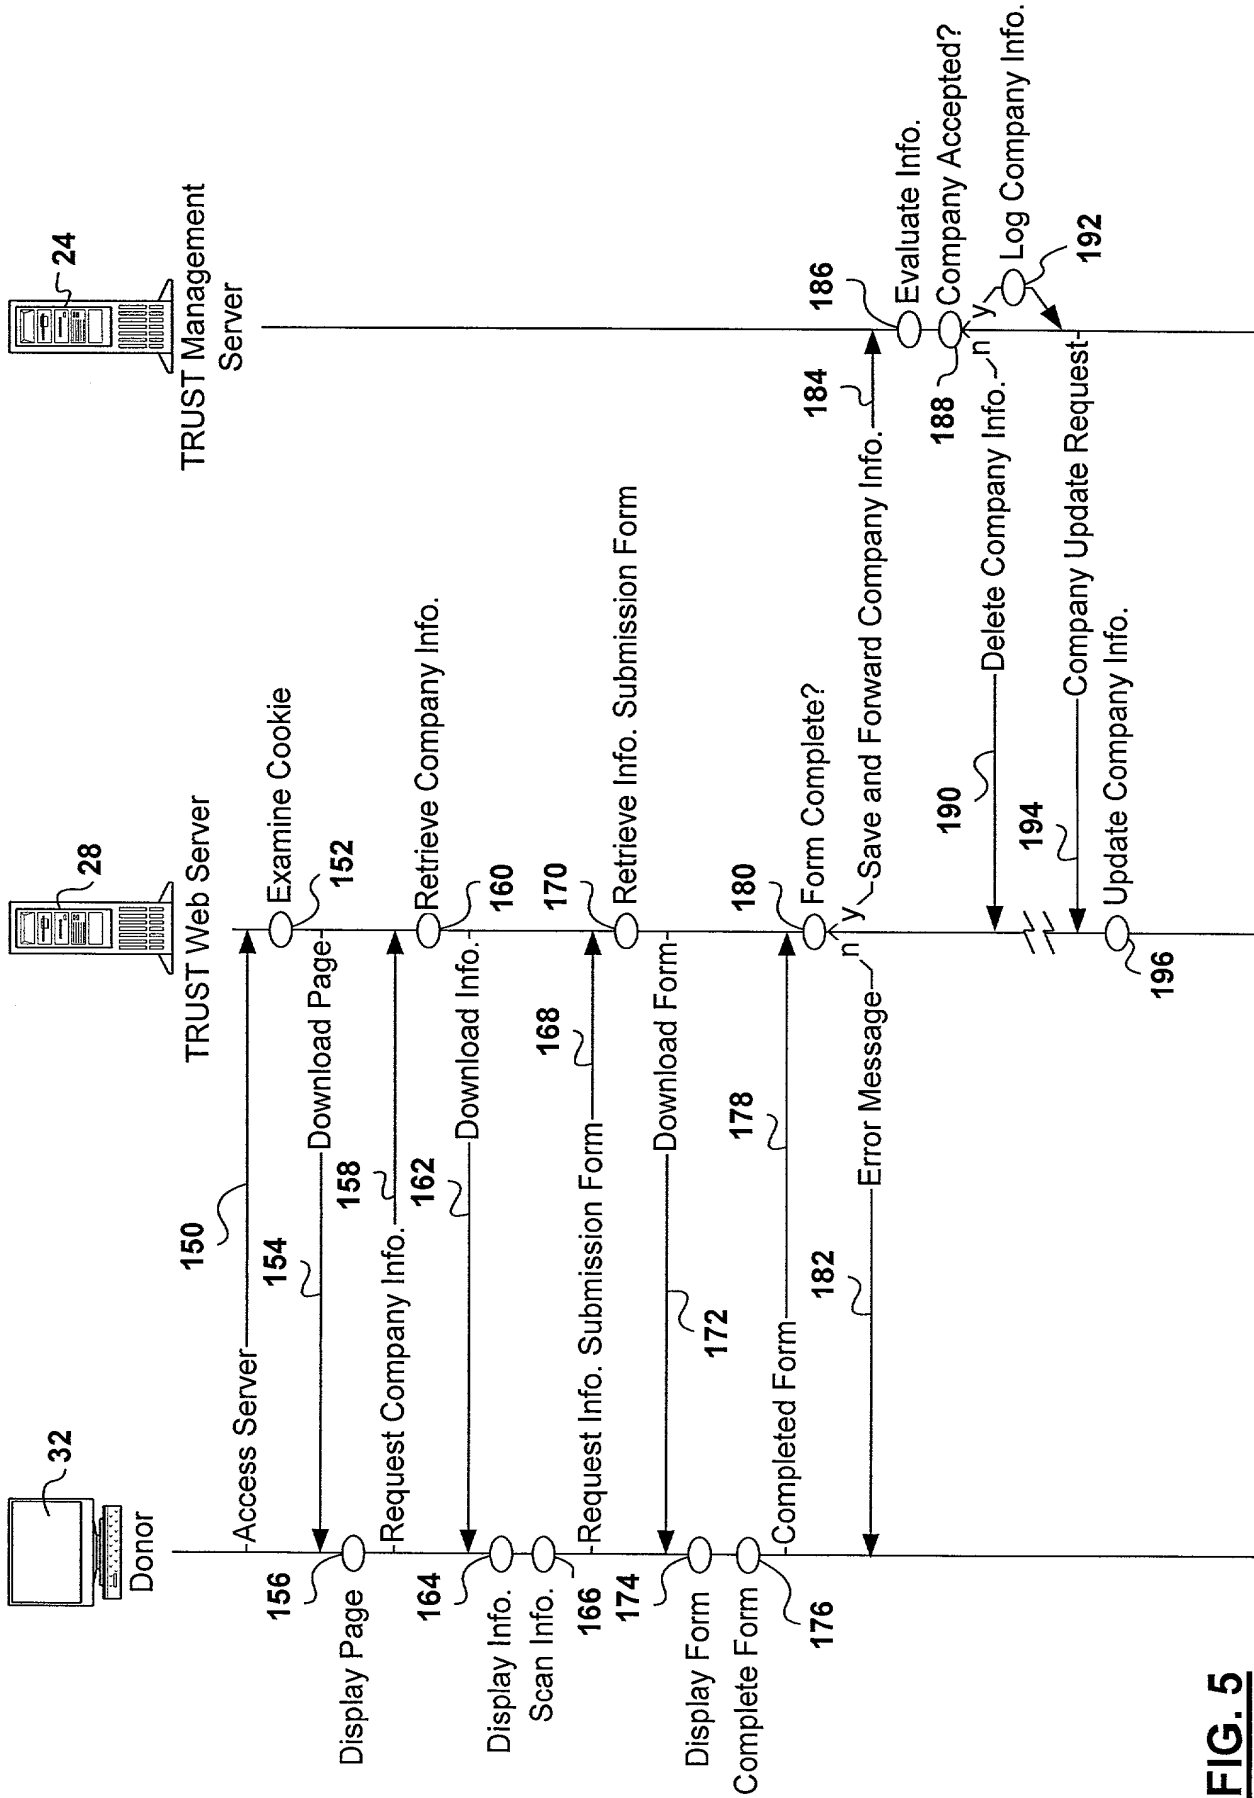 32
Donor
28
TRUST Web Server
24
TRUST Management
Server
Access Server
150
Examine Cookie
152
Download Page
154
156
Display Page
Request Company Info.
158
Retrieve Company Info.
160
Download Info.
162
164
Display Info.
Scan Info.
166
Request Info. Submission Form
168
170
Retrieve Info. Submission Form
Download Form
172
174
Display Form
Complete Form
176
Completed Form
178
180
Form Complete?
n
y
Error Message
182
Save and Forward Company Info.
184
186
Evaluate Info.
188
Company Accepted?
n
y
Delete Company Info.
190
Log Company Info.
192
Company Update Request
194
Update Company Info.
196
FIG. 5